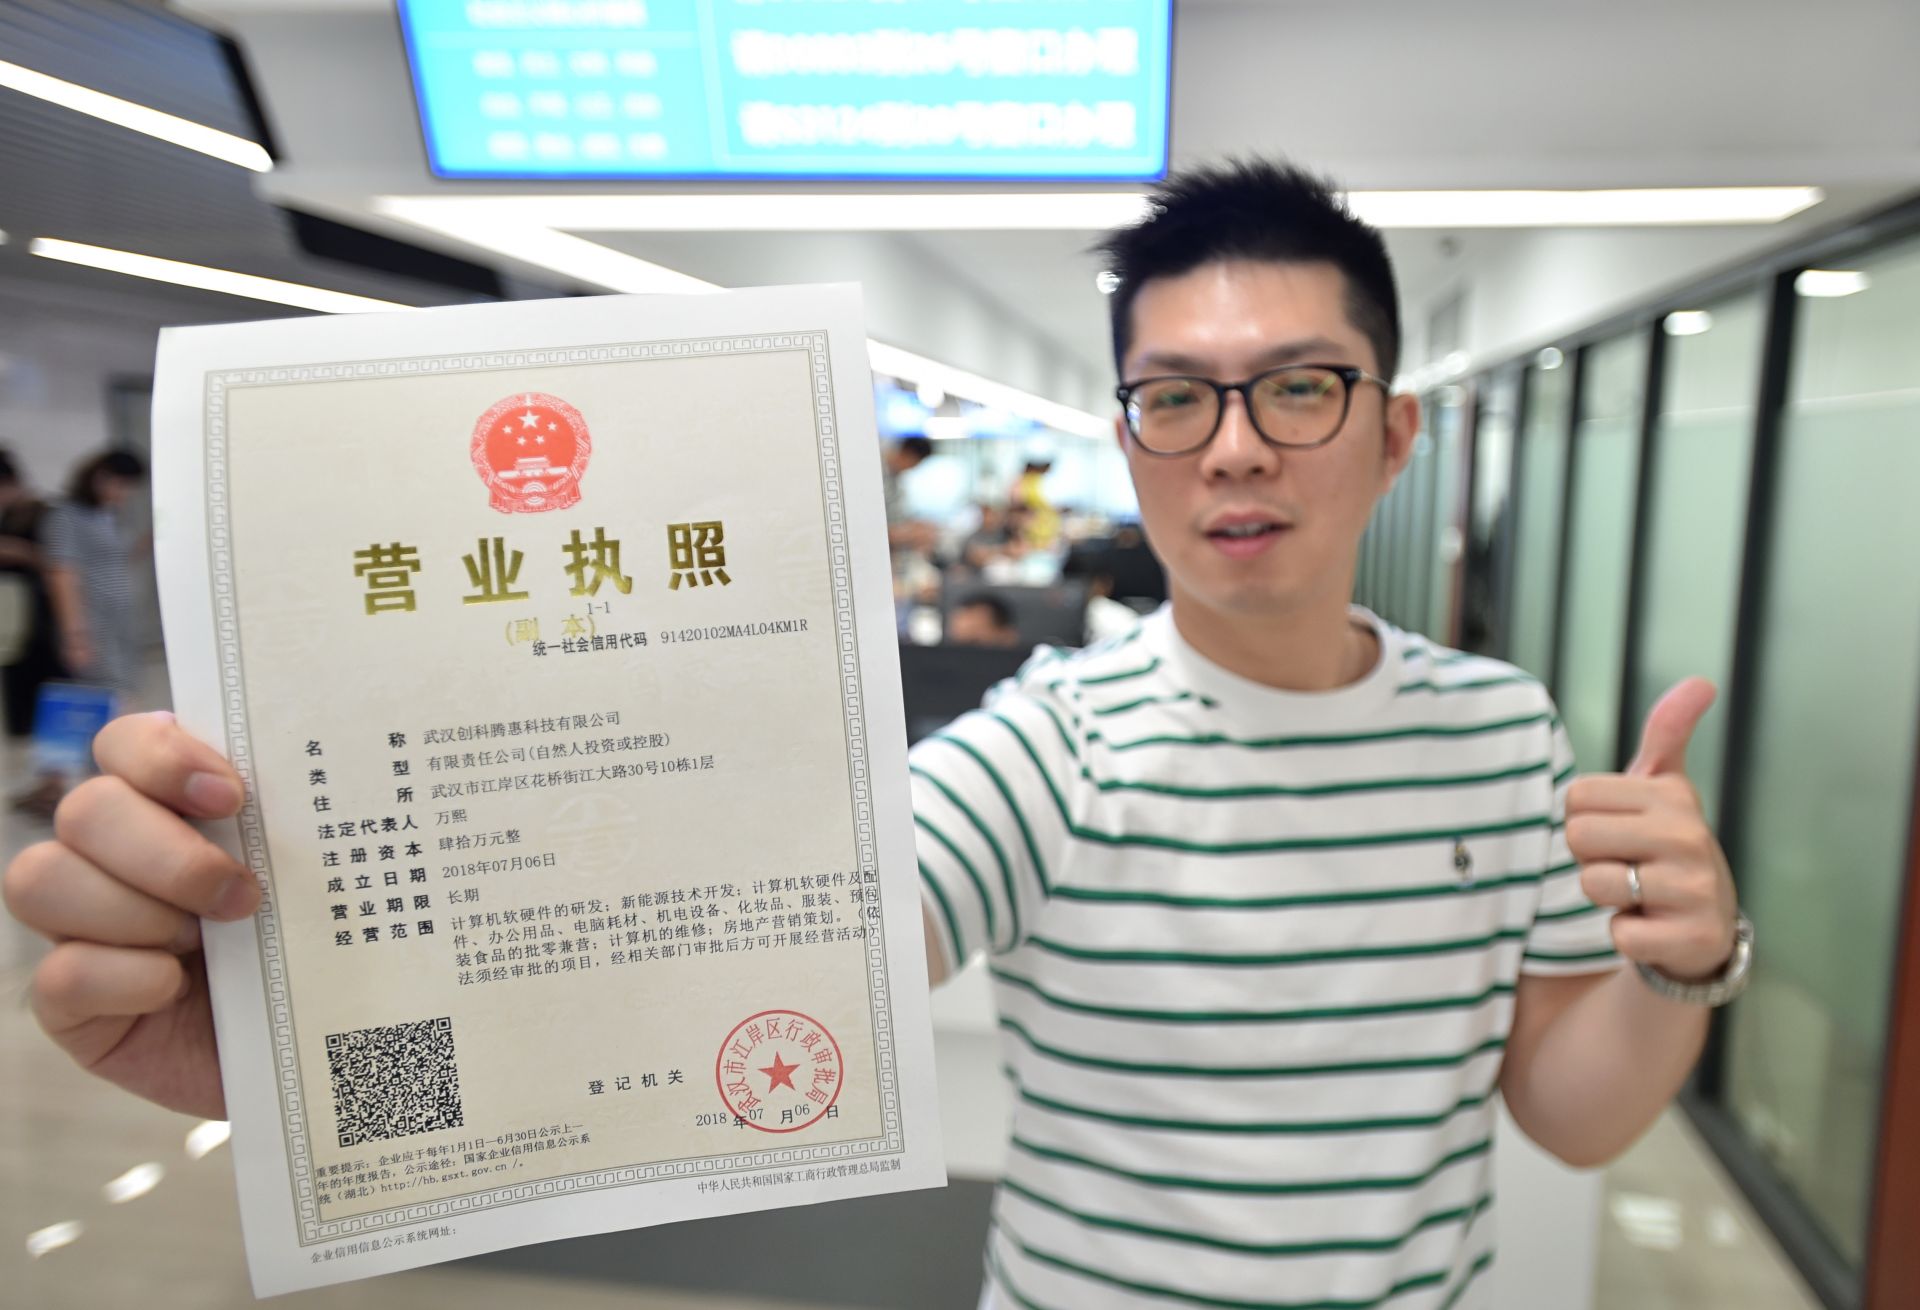 营业执照
(副 本)
1-1
统一社会信用代码 91420102MA4L04KM1R
名称 武汉创科腾惠科技有限公司
类型 有限责任公司(自然人投资或控股)
住所 武汉市江岸区花桥街江大路30号10栋1层
法定代表人 万熙
注册资本 肆拾万元整
成立日期 2018年07月06日
营业期限 长期
经营范围 计算机软硬件的研发；新能源技术开发；计算机软硬件及配
件、办公用品、电脑耗材、机电设备、化妆品、服装、预包
装食品的批零兼营；计算机的维修；房地产营销策划。（依
法须经审批的项目，经相关部门审批后方可开展经营活动）
登记机关
武汉市江岸区行政审批局
2018 年 07 月 06 日
重要提示：企业应于每年1月1日—6月30日公示上一
年的年度报告，公示途径：国家企业信用信息公示系
统（湖北）http://hb.gsxt.gov.cn /。
企业信用信息公示系统网址：
中华人民共和国国家工商行政管理总局监制